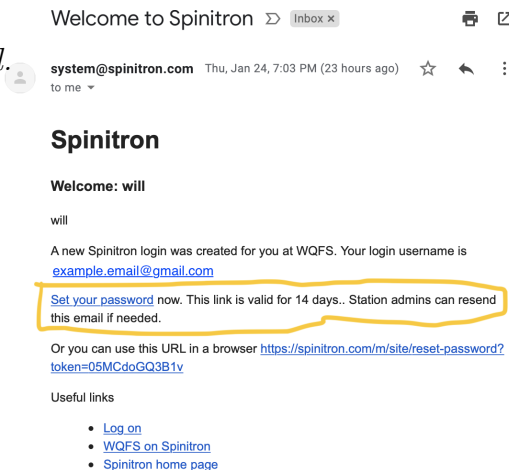 Welcome to Spinitron Inbox ×
system@spinitron.com Thu, Jan 24, 7:03 PM (23 hours ago)
to me
Spinitron
Welcome: will
will
A new Spinitron login was created for you at WQFS. Your login username is
example.email@gmail.com
Set your password now. This link is valid for 14 days.. Station admins can resend
this email if needed.
Or you can use this URL in a browser https://spinitron.com/m/site/reset-password?
token=05MCdoGQ3B1v
Useful links
• Log on
• WQFS on Spinitron
• Spinitron home page